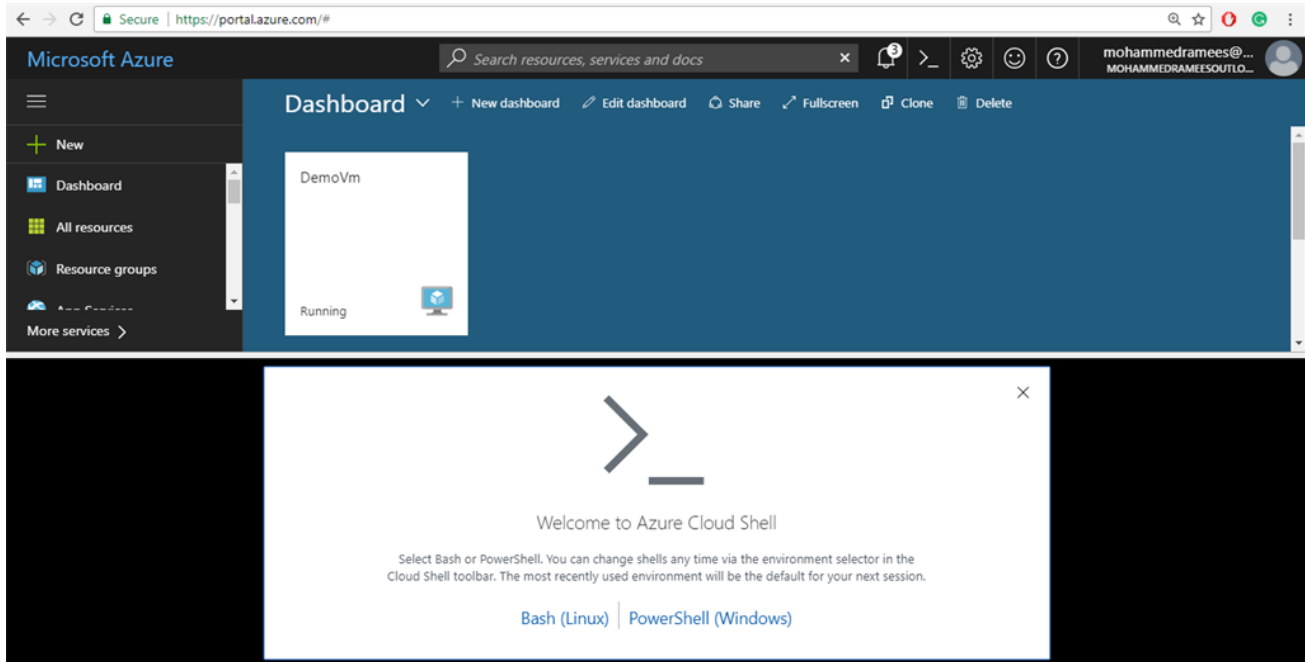 Secure | https://portal.azure.com/#
Microsoft Azure
Search resources, services and docs
3
mohammedramees@...
MOHAMMEDRAMEESOUTLO...
Dashboard
New dashboard
Edit dashboard
Share
Fullscreen
Clone
Delete
New
Dashboard
All resources
Resource groups
App Services
More services
DemoVm
Running
Welcome to Azure Cloud Shell
Select Bash or PowerShell. You can change shells any time via the environment selector in the
Cloud Shell toolbar. The most recently used environment will be the default for your next session.
Bash (Linux) | PowerShell (Windows)